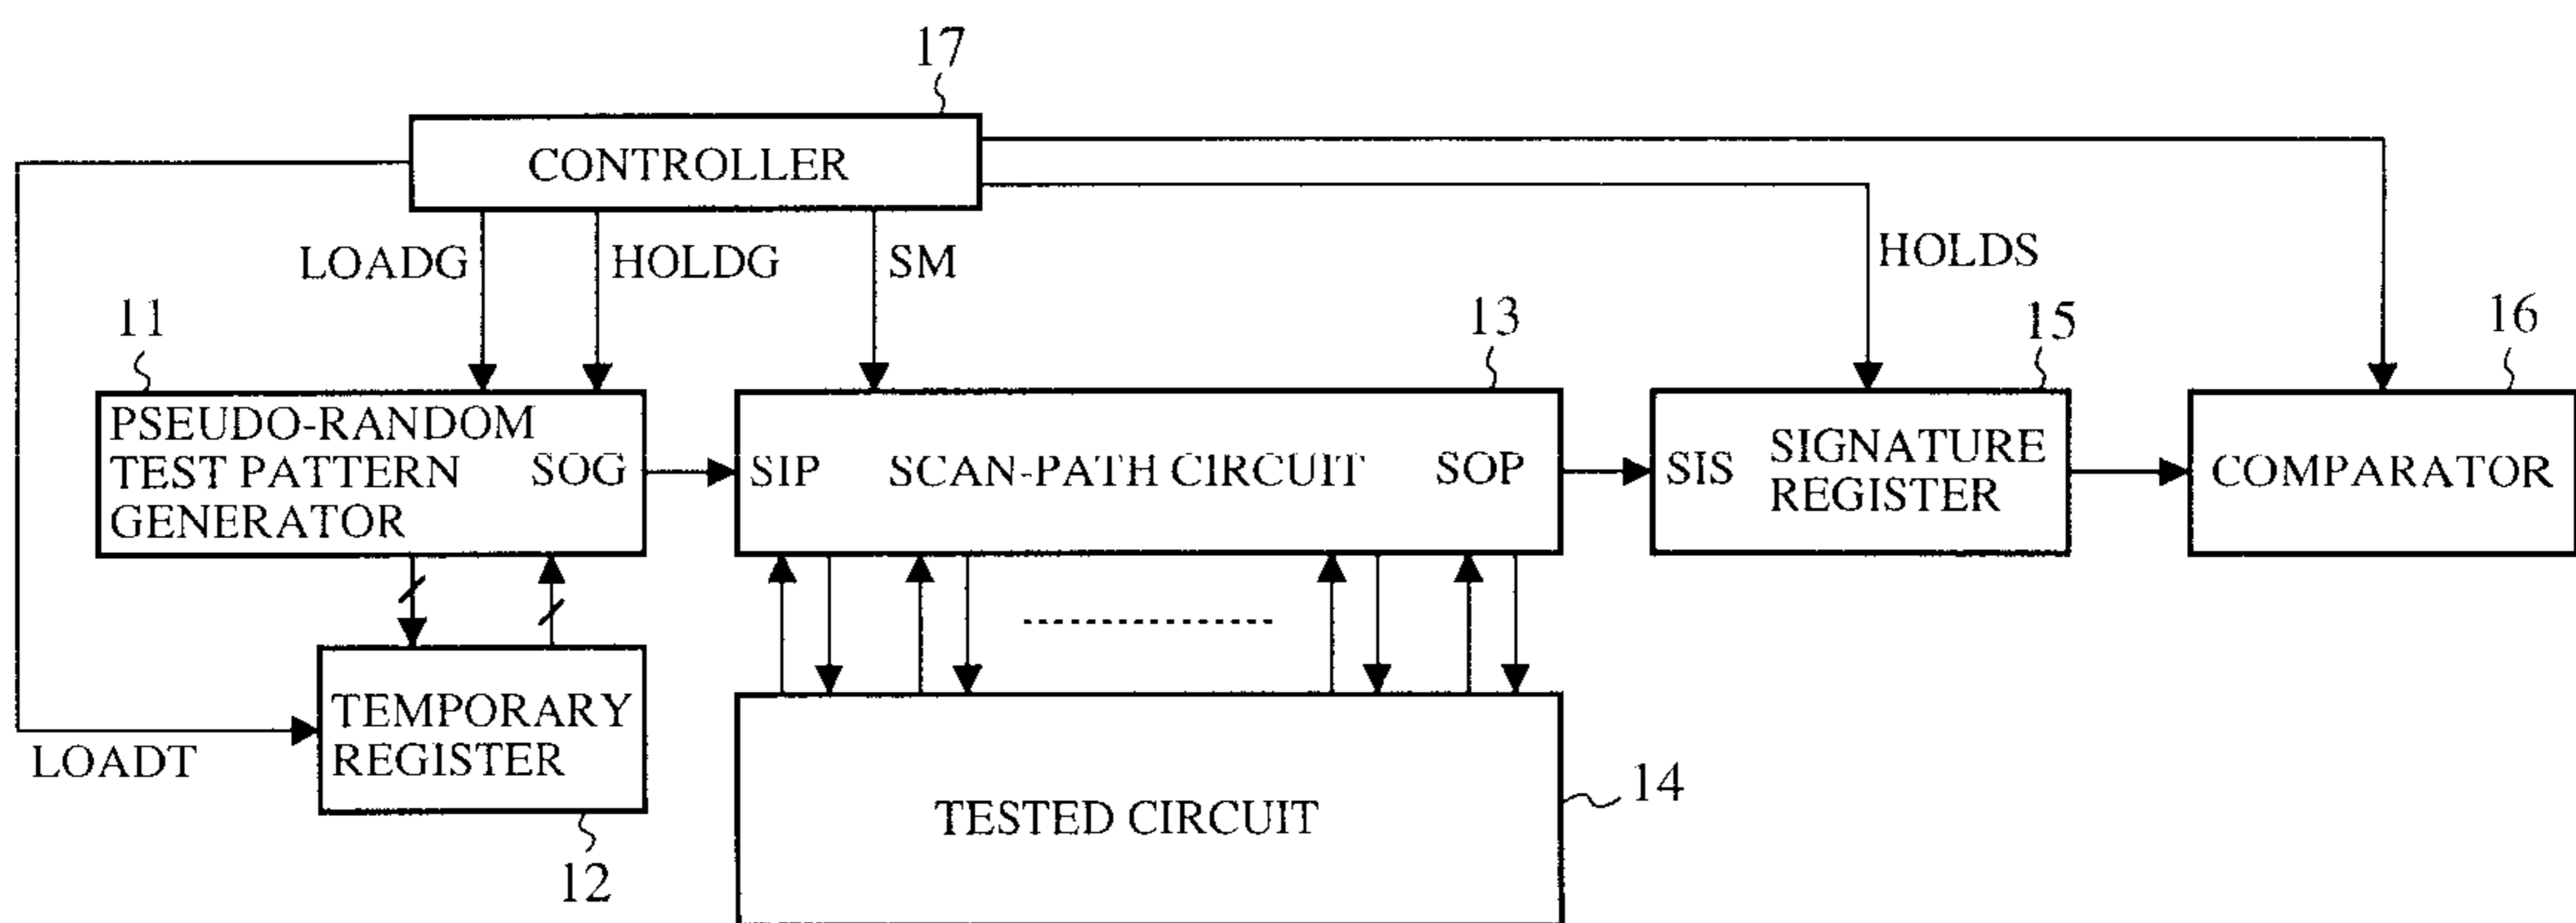 17
CONTROLLER
LOADG
HOLDG
SM
HOLDS
11
13
15
16
PSEUDO-RANDOM
TEST PATTERN
GENERATOR
SOG
SIP
SCAN-PATH CIRCUIT
SOP
SIS
SIGNATURE
REGISTER
COMPARATOR
TEMPORARY
REGISTER
LOADT
12
TESTED CIRCUIT
14